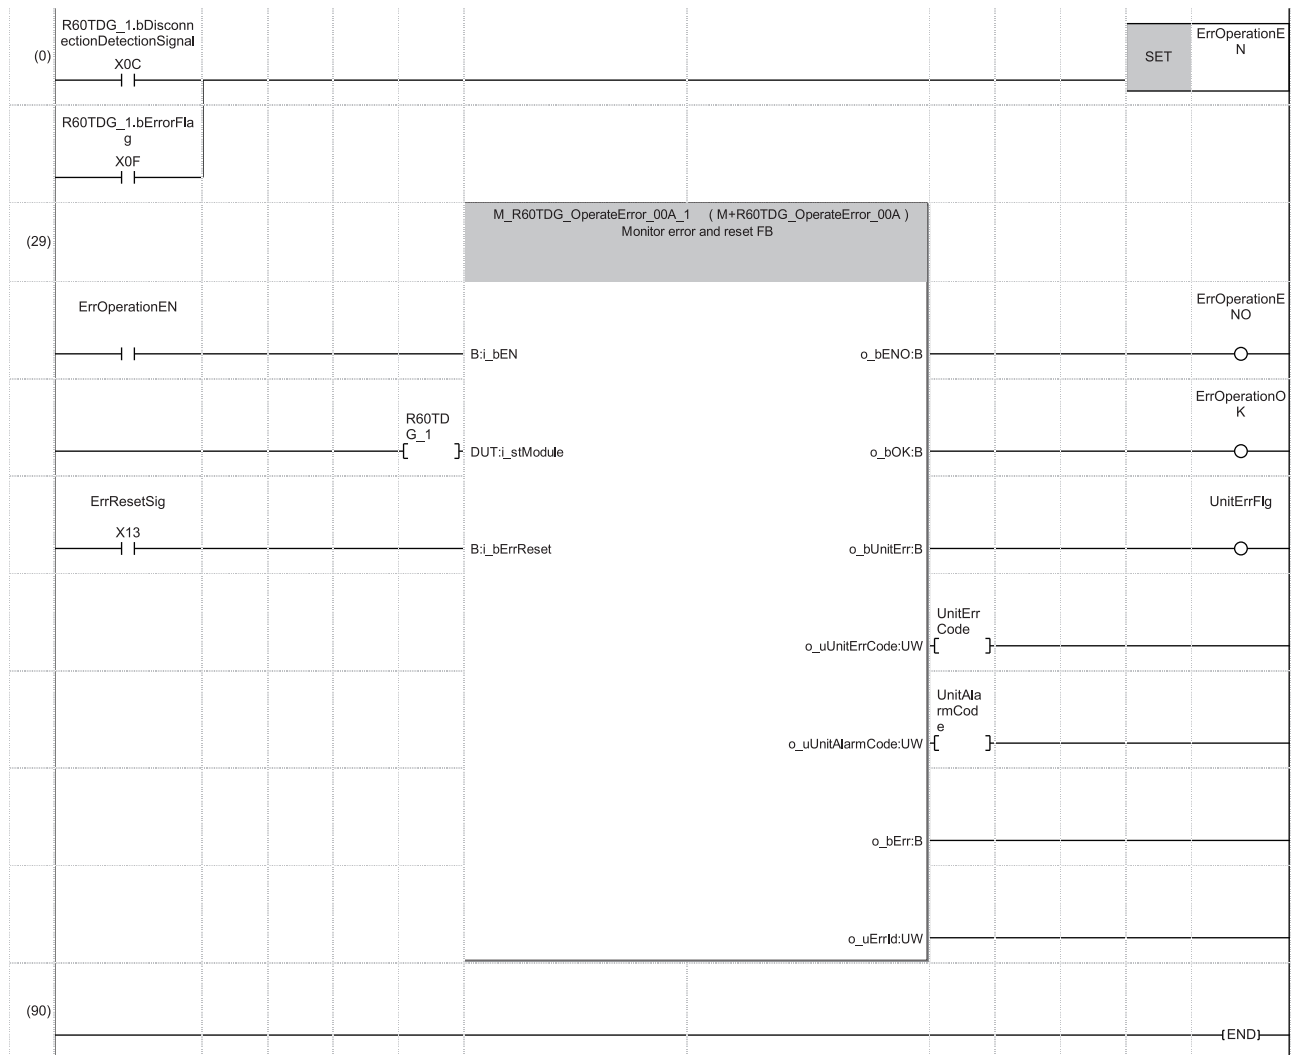 R60TDG_1.bDisconn
ectionDetectionSignal
(0)
X0C
SET
ErrOperationE
N
R60TDG_1.bErrorFla
g
X0F
(29)
M_R60TDG_OperateError_00A_1 ( M+R60TDG_OperateError_00A )
Monitor error and reset FB
ErrOperationEN
B:i_bEN
o_bENO:B
ErrOperationE
NO
R60TD
G_1
DUT:i_stModule
o_bOK:B
ErrOperationO
K
ErrResetSig
X13
B:i_bErrReset
o_bUnitErr:B
UnitErrFlg
o_uUnitErrCode:UW
UnitErr
Code
o_uUnitAlarmCode:UW
UnitAla
rmCod
e
o_bErr:B
o_uErrId:UW
(90)
[END]